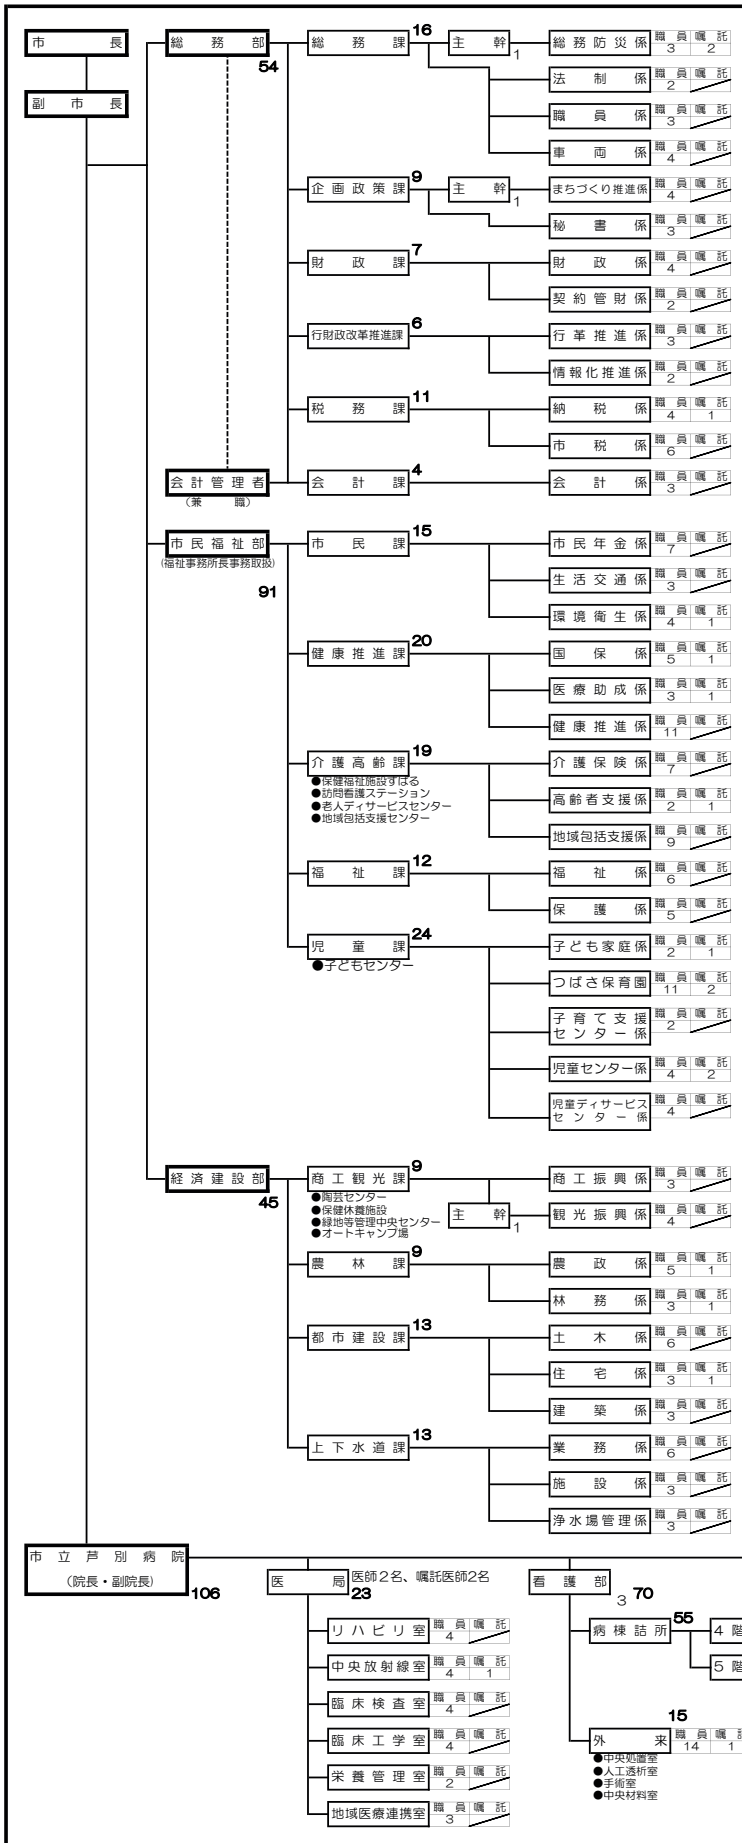 市長
副市長
総務部
54
総務課
16
主幹
1
総務防災係
職員 嘱託
3 2
法制係
職員 嘱託
2
職員係
職員 嘱託
3
車両係
職員 嘱託
4
企画政策課
9
主幹
1
まちづくり推進係
職員 嘱託
4
秘書係
職員 嘱託
3
財政課
7
財政係
職員 嘱託
4
契約管財係
職員 嘱託
2
行財政改革推進課
6
行革推進係
職員 嘱託
3
情報化推進係
職員 嘱託
2
税務課
11
納税係
職員 嘱託
4 1
市税係
職員 嘱託
6
会計管理者
(兼職)
会計課
4
会計係
職員 嘱託
3
市民福祉部
(福祉事務所長事務取扱)
91
市民課
15
市民年金係
職員 嘱託
7
生活交通係
職員 嘱託
3
環境衛生係
職員 嘱託
4 1
健康推進課
20
国保係
職員 嘱託
5 1
医療助成係
職員 嘱託
3 1
健康推進係
職員 嘱託
11
介護高齢課
19
●保健福祉施設すばる
●訪問看護ステーション
●老人ディサービスセンター
●地域包括支援センター
介護保険係
職員 嘱託
7
高齢者支援係
職員 嘱託
2 1
地域包括支援係
職員 嘱託
9
福祉課
12
福祉係
職員 嘱託
6
保護係
職員 嘱託
5
児童課
24
●子どもセンター
子ども家庭係
職員 嘱託
2 1
つばさ保育園
職員 嘱託
11 2
子育て支援
センター係
職員 嘱託
2
児童センター係
職員 嘱託
4 2
児童ディサービス
センター係
職員 嘱託
4
経済建設部
45
商工観光課
9
●陶芸センター
●保健休養施設
●緑地等管理中央センター
●オートキャンプ場
主幹
1
商工振興係
職員 嘱託
3
観光振興係
職員 嘱託
4
農林課
9
農政係
職員 嘱託
5 1
林務係
職員 嘱託
3 1
都市建設課
13
土木係
職員 嘱託
6
住宅係
職員 嘱託
3 1
建築係
職員 嘱託
3
上下水道課
13
業務係
職員 嘱託
6
施設係
職員 嘱託
3
浄水場管理係
職員 嘱託
3
市立芦別病院
(院長・副院長)
106
医局
医師2名、嘱託医師2名
23
リハビリ室
職員 嘱託
4
中央放射線室
職員 嘱託
4 1
臨床検査室
職員 嘱託
4
臨床工学室
職員 嘱託
4
栄養管理室
職員 嘱託
2
地域医療連携室
職員 嘱託
3
看護部
3
70
病棟詰所
55
4階
5階
外来
15
職員 嘱託
14 1
●中央処置室
●人工透析室
●手術室
●中央材料室